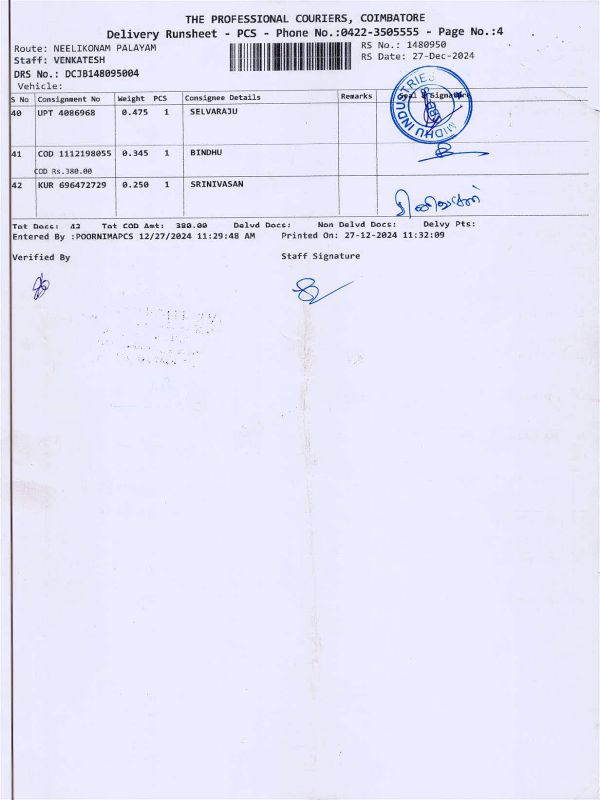 THE PROFESSIONAL COURIERS, COIMBATORE
Delivery Runsheet - PCS - Phone No.:0422-3505555 - Page No.:4
Route: NEELIKONAM PALAYAM RS No.: 1480950
Staff: VENKATESH RS Date: 27-Dec-2024
DRS No.: DCJB148095004
Vehicle:
S No Consignment No Weight PCS Consignee Details Remarks Seal & Signature
40 UPT 4086968 0.475 1 SELVARAJU
MIDHU INDUSTRIES
41 COD 1112198055 0.345 1 BINDHU
COD Rs.380.00
42 KUR 696472729 0.250 1 SRINIVASAN
Tot Docs: 42 Tot COD Amt: 380.00 Delvd Docs: Non Delvd Docs: Delvy Pts:
Entered By :POORNIMAPCS 12/27/2024 11:29:48 AM Printed On: 27-12-2024 11:32:09
Verified By Staff Signature